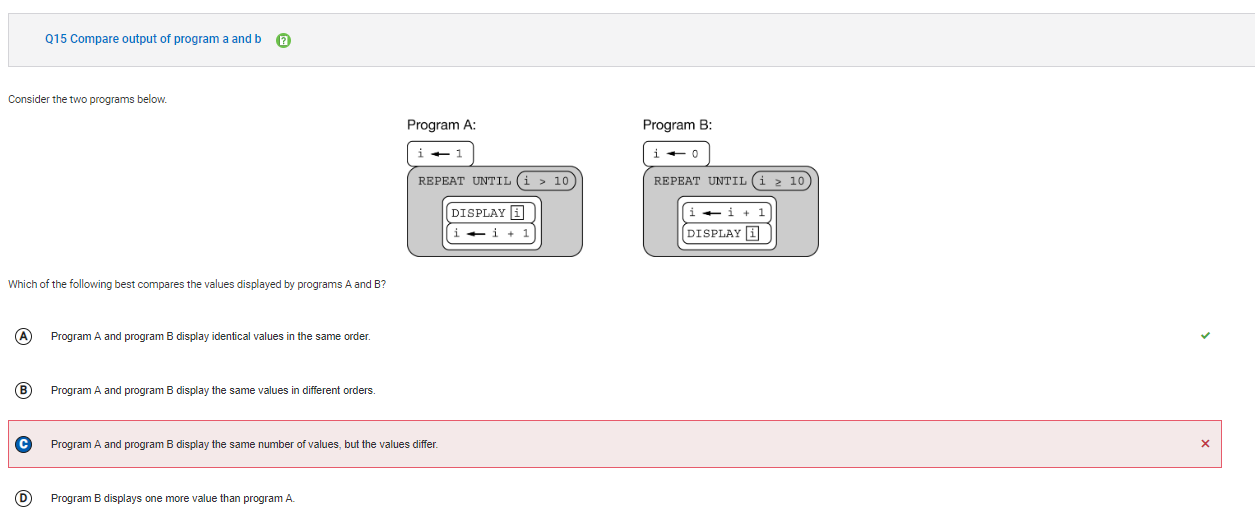 Q15 Compare output of program a and b ?
Consider the two programs below.
Program A:
i ← 1
REPEAT UNTIL i > 10
DISPLAY i
i ← i + 1
Program B:
i ← 0
REPEAT UNTIL i ≥ 10
i ← i + 1
DISPLAY i
Which of the following best compares the values displayed by programs A and B?
A Program A and program B display identical values in the same order.
B Program A and program B display the same values in different orders.
C Program A and program B display the same number of values, but the values differ.
D Program B displays one more value than program A.